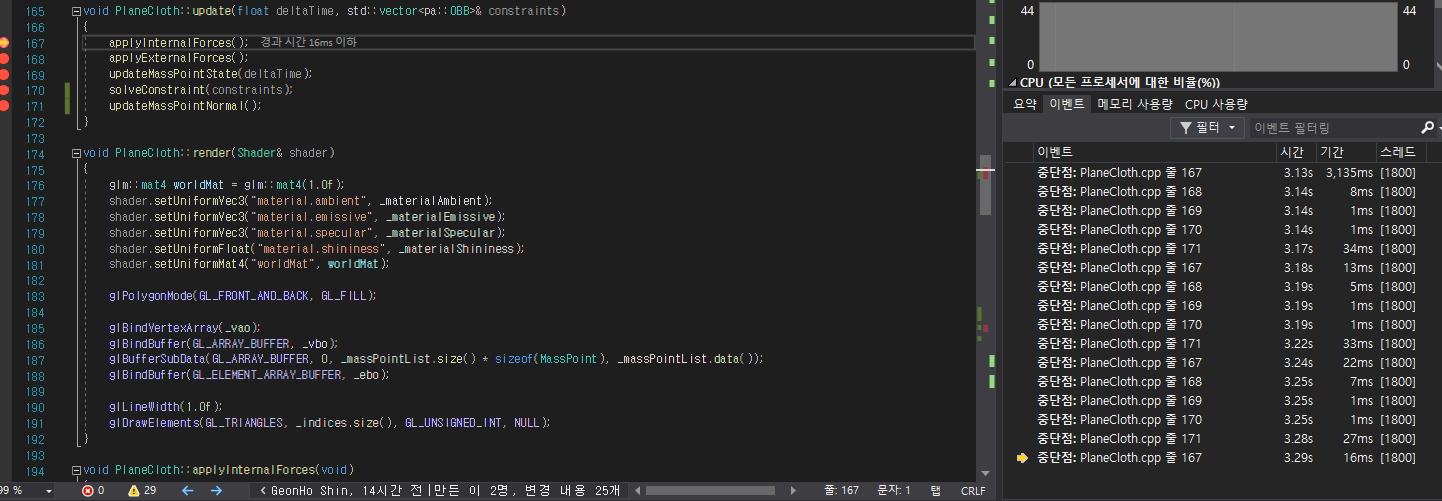 165 void PlaneCloth::update(float deltaTime, std::vector<pa::OBB>& constraints)
166 {
167 applyInternalForces(); 경과 시간 16ms 이하
168 applyExternalForces();
169 updateMassPointState(deltaTime);
170 solveConstraint(constraints);
171 updateMassPointNormal();
172 }
173
174 void PlaneCloth::render(Shader& shader)
175 {
176 glm::mat4 worldMat = glm::mat4(1.0f);
177 shader.setUniformVec3("material.ambient", _materialAmbient);
178 shader.setUniformVec3("material.emissive", _materialEmissive);
179 shader.setUniformVec3("material.specular", _materialSpecular);
180 shader.setUniformFloat("material.shininess", _materialShininess);
181 shader.setUniformMat4("worldMat", worldMat);
182
183 glPolygonMode(GL_FRONT_AND_BACK, GL_FILL);
184
185 glBindVertexArray(_vao);
186 glBindBuffer(GL_ARRAY_BUFFER, _vbo);
187 glBufferSubData(GL_ARRAY_BUFFER, 0, _massPointList.size() * sizeof(MassPoint), _massPointList.data());
188 glBindBuffer(GL_ELEMENT_ARRAY_BUFFER, _ebo);
189
190 glLineWidth(1.0f);
191 glDrawElements(GL_TRIANGLES, _indices.size(), GL_UNSIGNED_INT, NULL);
192 }
193
194 void PlaneCloth::applyInternalForces(void)
99 % 0 29 GeonHo Shin, 14시간 전|만든 이 2명, 변경 내용 25개 줄: 167 문자: 1 탭 CRLF
44 44
0 0
CPU (모든 프로세서에 대한 비율(%))
요약 이벤트 메모리 사용량 CPU 사용량
필터 이벤트 필터링
이벤트 시간 기간 스레드
중단점: PlaneCloth.cpp 줄 167 3.13s 3,135ms [1800]
중단점: PlaneCloth.cpp 줄 168 3.14s 8ms [1800]
중단점: PlaneCloth.cpp 줄 169 3.14s 1ms [1800]
중단점: PlaneCloth.cpp 줄 170 3.14s 1ms [1800]
중단점: PlaneCloth.cpp 줄 171 3.17s 34ms [1800]
중단점: PlaneCloth.cpp 줄 167 3.18s 13ms [1800]
중단점: PlaneCloth.cpp 줄 168 3.19s 5ms [1800]
중단점: PlaneCloth.cpp 줄 169 3.19s 1ms [1800]
중단점: PlaneCloth.cpp 줄 170 3.19s 1ms [1800]
중단점: PlaneCloth.cpp 줄 171 3.22s 33ms [1800]
중단점: PlaneCloth.cpp 줄 167 3.24s 22ms [1800]
중단점: PlaneCloth.cpp 줄 168 3.25s 7ms [1800]
중단점: PlaneCloth.cpp 줄 169 3.25s 1ms [1800]
중단점: PlaneCloth.cpp 줄 170 3.25s 1ms [1800]
중단점: PlaneCloth.cpp 줄 171 3.28s 27ms [1800]
중단점: PlaneCloth.cpp 줄 167 3.29s 16ms [1800]